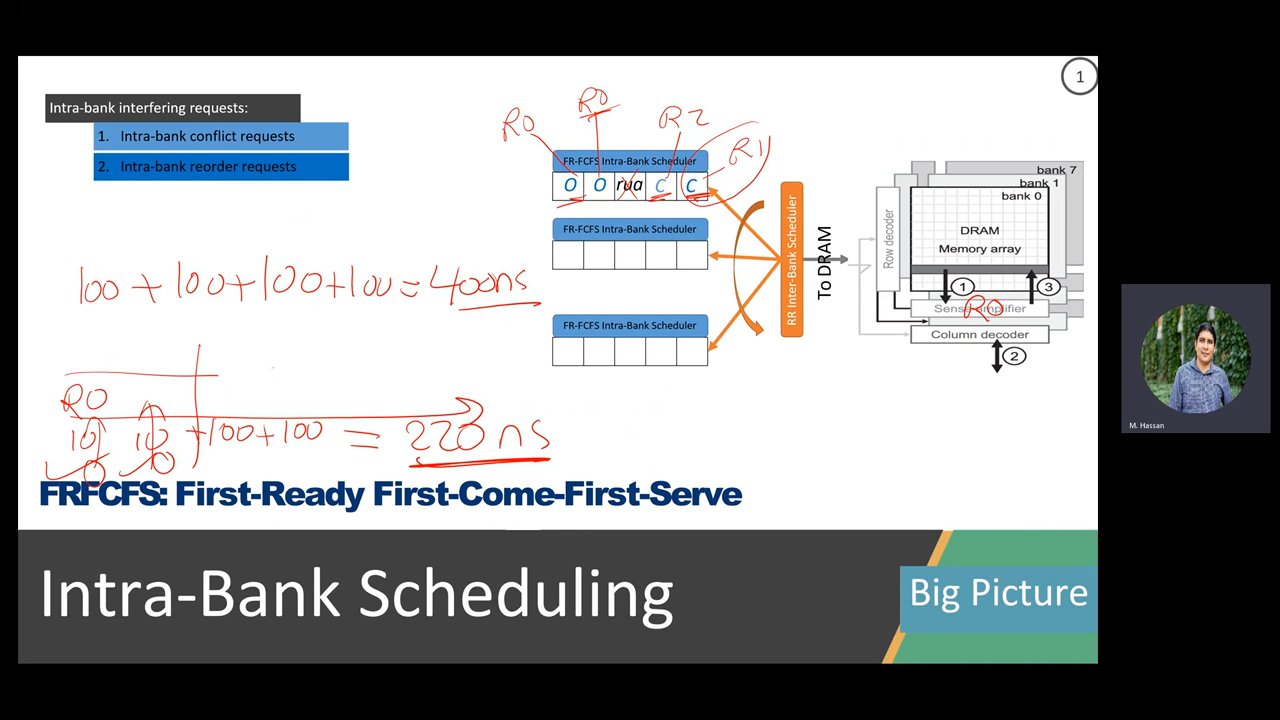 1
Intra-bank interfering requests:
1. Intra-bank conflict requests
2. Intra-bank reorder requests
R0 R0 R2 R1
FR-FCFS Intra-Bank Scheduler
O O rua C C
FR-FCFS Intra-Bank Scheduler
FR-FCFS Intra-Bank Scheduler
RR Inter-Bank Scheduler
To DRAM
bank 7
bank 1
bank 0
Row decoder
DRAM
Memory array
1 3
Sense amplifier
R0
Column decoder
2
100 + 100 + 100 + 100 = 400ns
R0
10 10 + 100 + 100 = 220 ns
O O
FRFCFS: First-Ready First-Come-First-Serve
Intra-Bank Scheduling
Big Picture
M. Hassan